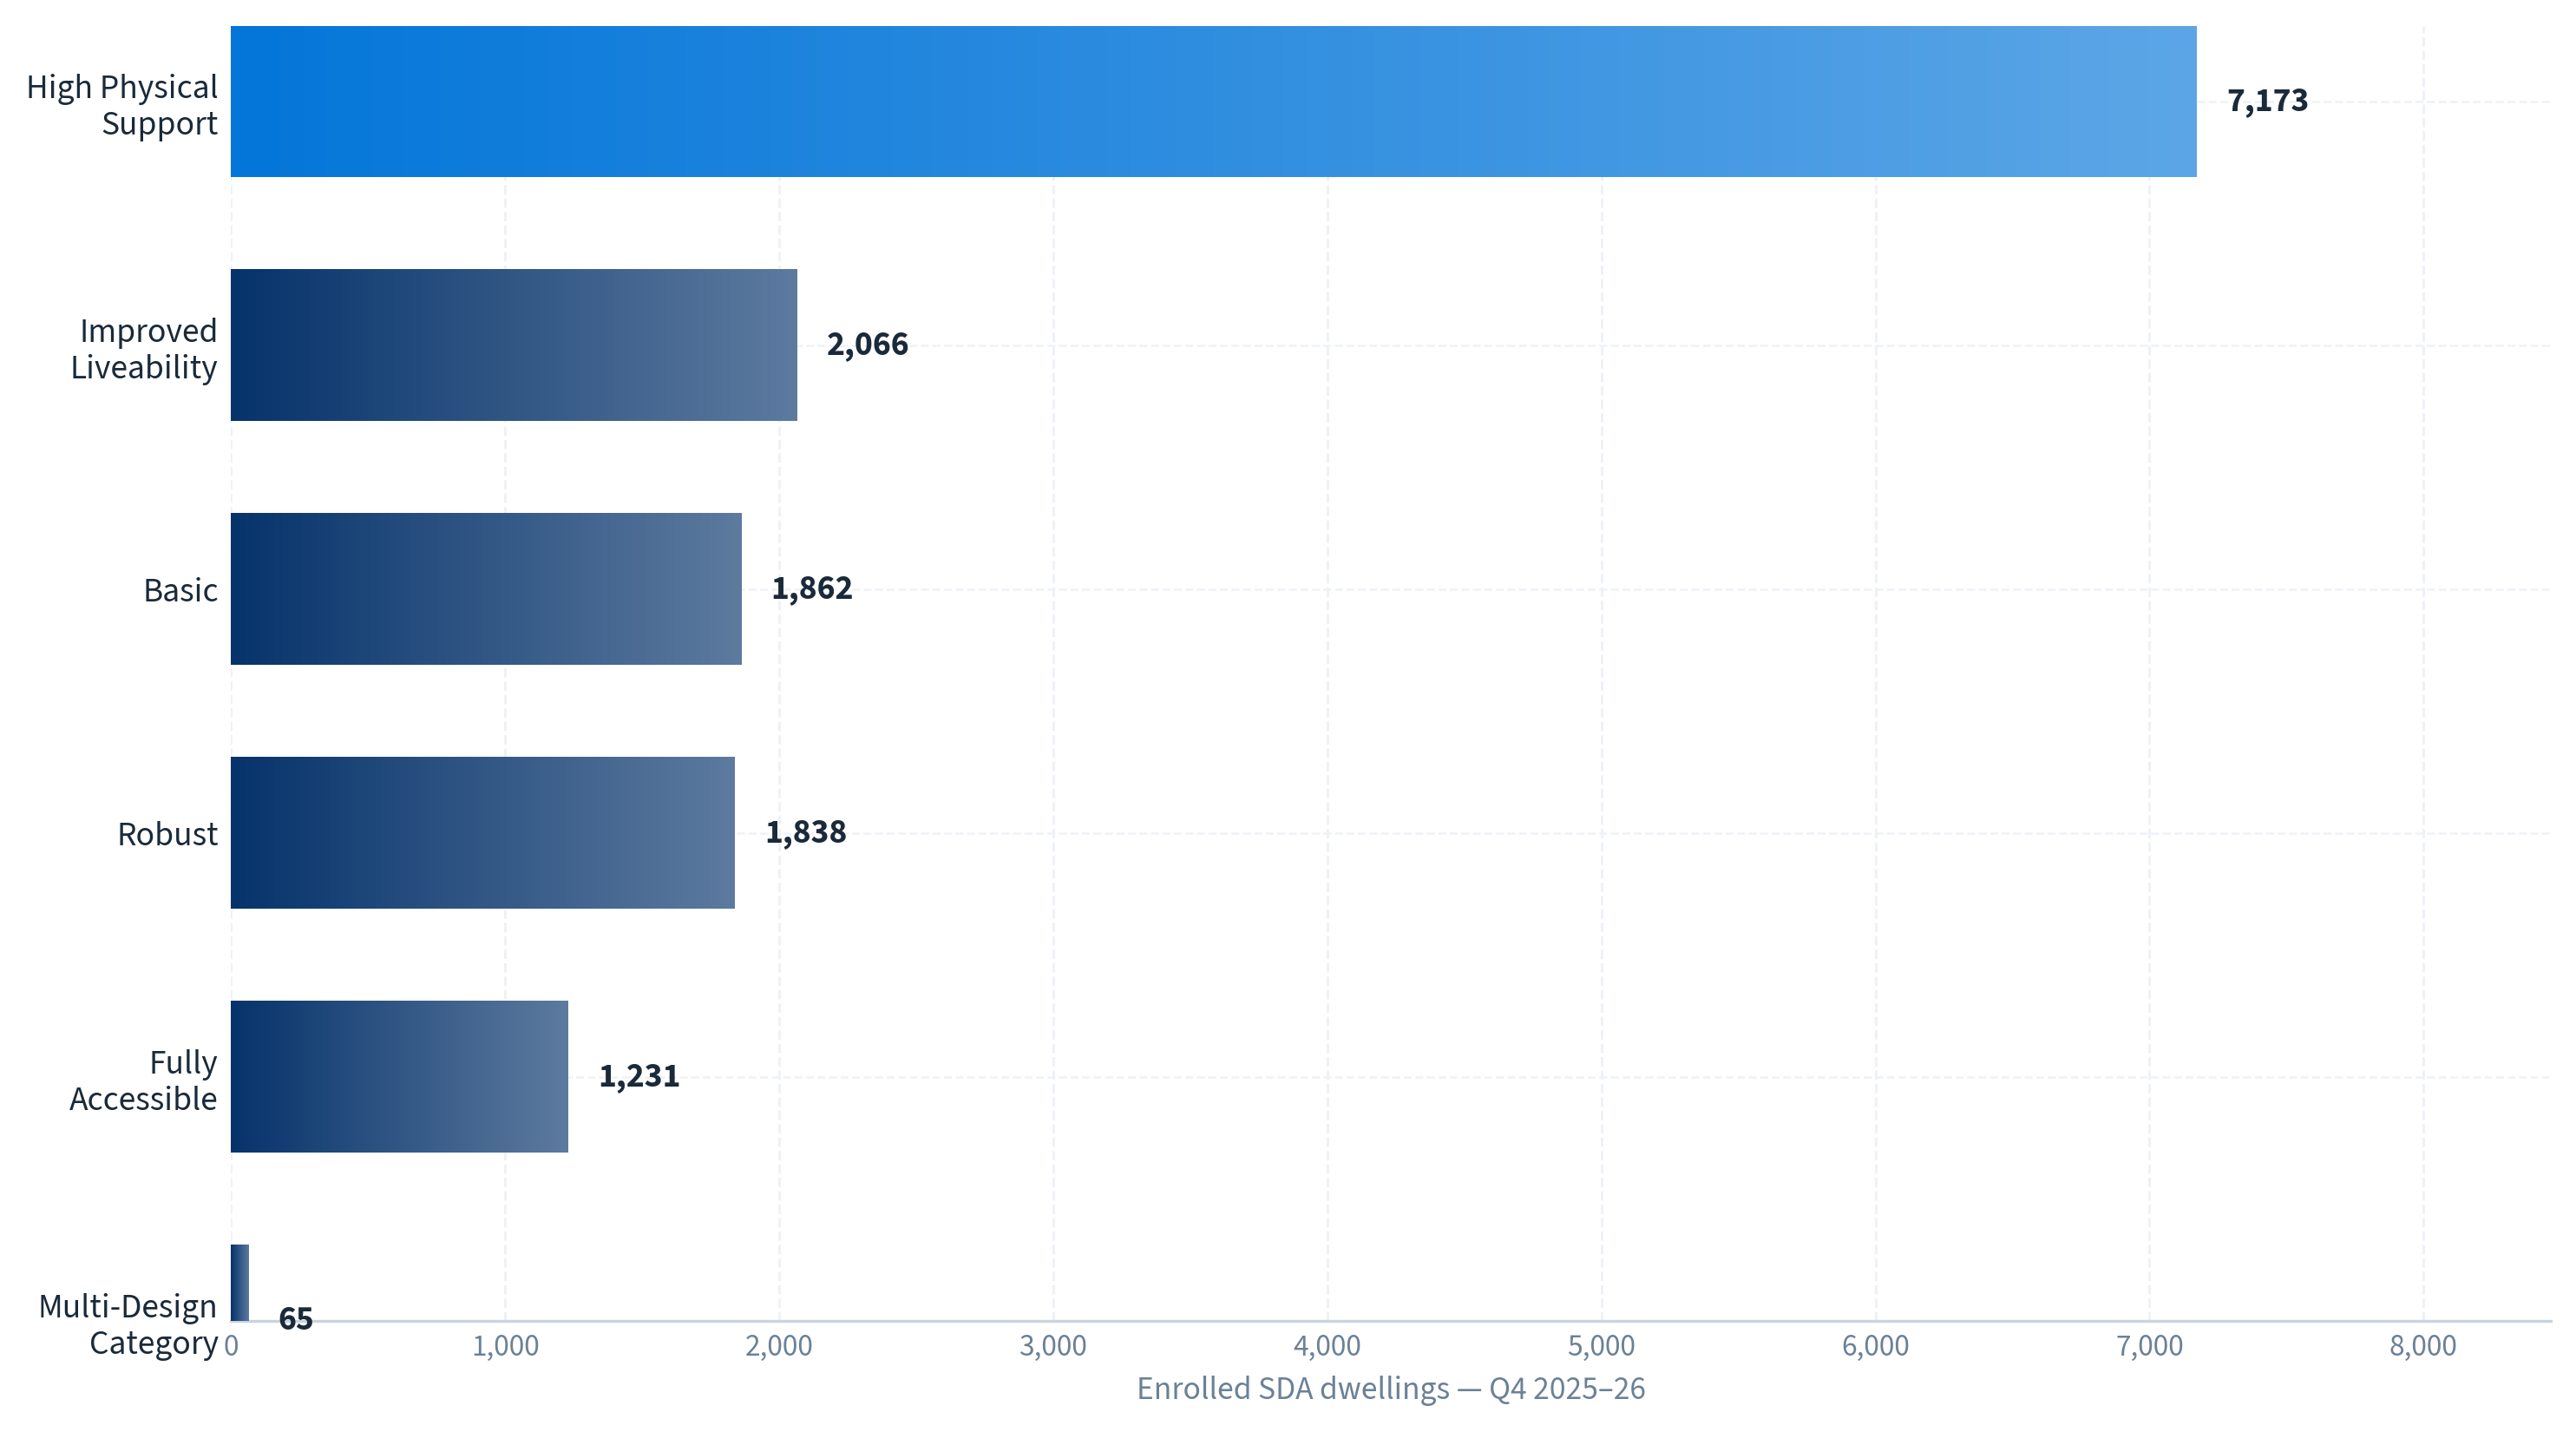 High Physical
Support
7,173
Improved
Liveability
2,066
Basic
1,862
Robust
1,838
Fully
Accessible
1,231
Multi-Design
Category
65
0 1,000 2,000 3,000 4,000 5,000 6,000 7,000 8,000
Enrolled SDA dwellings — Q4 2025–26